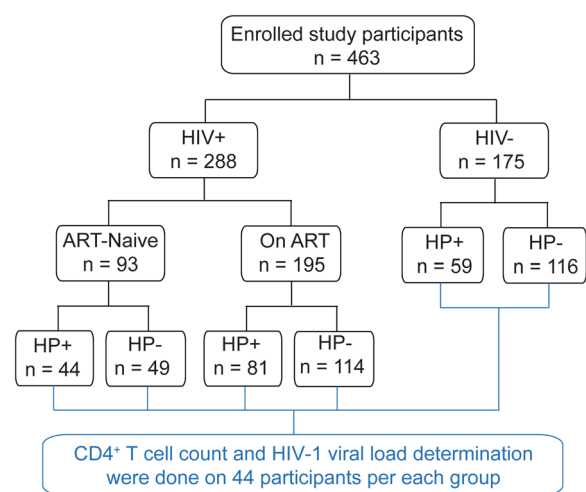 Enrolled study participants
n = 463
HIV+
n = 288
HIV-
n = 175
ART-Naive
n = 93
On ART
n = 195
HP+
n = 59
HP-
n = 116
HP+
n = 44
HP-
n = 49
HP+
n = 81
HP-
n = 114
CD4⁺ T cell count and HIV-1 viral load determination
were done on 44 participants per each group